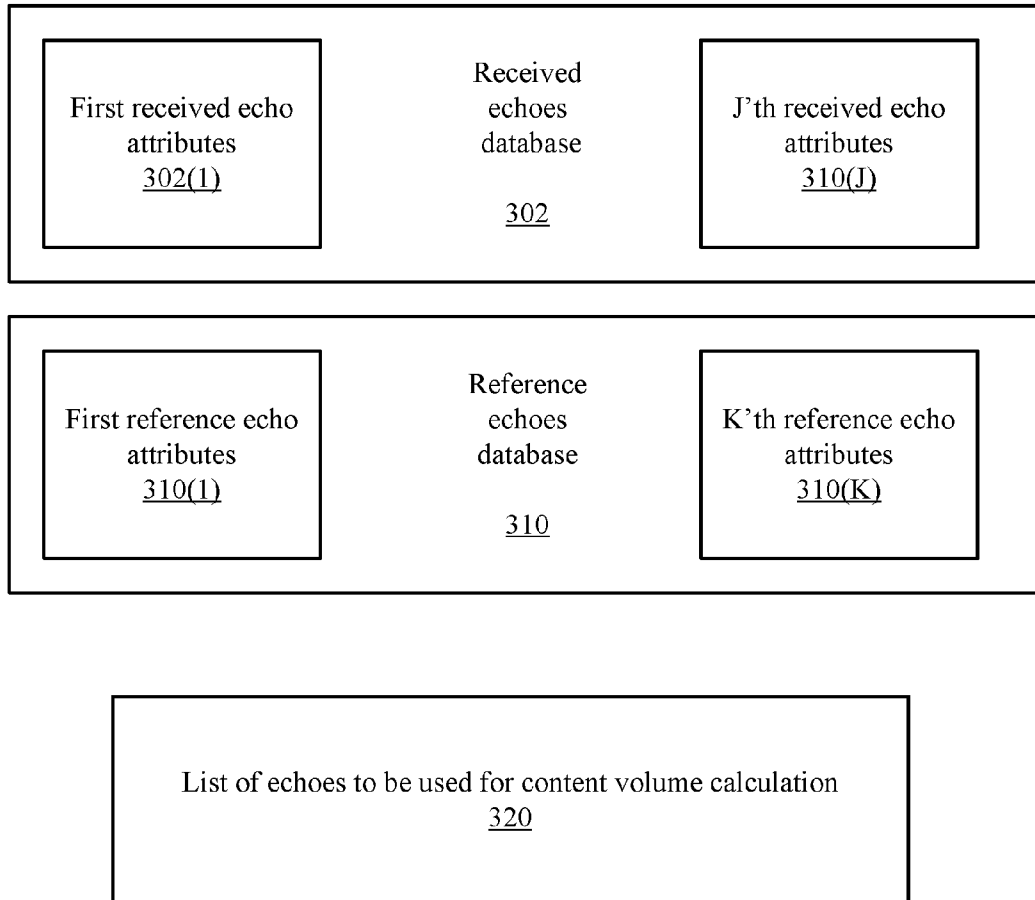 First received echo
attributes
302(1)
Received
echoes
database
302
J’th received echo
attributes
310(J)
First reference echo
attributes
310(1)
Reference
echoes
database
310
K’th reference echo
attributes
310(K)
List of echoes to be used for content volume calculation
320